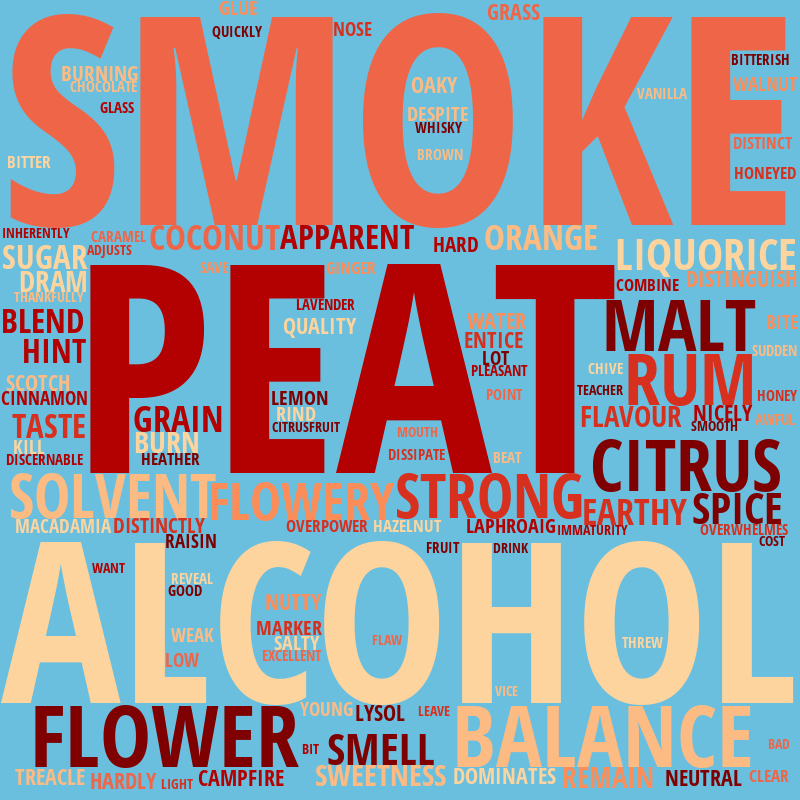 GLUE
GRASS
SMOKE
QUICKLY
NOSE
BITTERISH
BURNING
CHOCOLATE
OAKY
VANILLA
WALNUT
GLASS
DESPITE
WHISKY
DISTINCT
BITTER
BROWN
HONEYED
INHERENTLY
CARAMEL
COCONUT
APPARENT
HARD
ORANGE
ADJUSTS
SUGAR
LIQUORICE
DRAM
SAVE
GINGER
COMBINE
DISTINGUISH
THANKFULLY
PEAT
LAVENDER
MALT
BLEND
QUALITY
WATER
BITE
HINT
ENTICE
LOT
SUDDEN
SCOTCH
PLEASANT
CHIVE
RUM
CINNAMON
LEMON
POINT
TEACHER
HONEY
TASTE
GRAIN
RIND
FLAVOUR
NICELY
AWFUL
CITRUSFRUIT
SMOOTH
KILL
BURN
MOUTH
DISCERNABLE
HEATHER
DISSIPATE
BEAT
CITRUS
SOLVENT
FLOWERY
STRONG
EARTHY
SPICE
MACADAMIA
DISTINCTLY
OVERPOWER
HAZELNUT
LAPHROAIG
IMMATURITY
OVERWHELMES
RAISIN
FRUIT
DRINK
COST
ALCOHOL
WANT
REVEAL
GOOD
NUTTY
WEAK
MARKER
SALTY
FLAW
THREW
LOW
EXCELLENT
VICE
FLOWER
YOUNG
LYSOL
LEAVE
BALANCE
BIT
SMELL
BAD
TREACLE
HARDLY
LIGHT
CAMPFIRE
SWEETNESS
DOMINATES
REMAIN
NEUTRAL
CLEAR